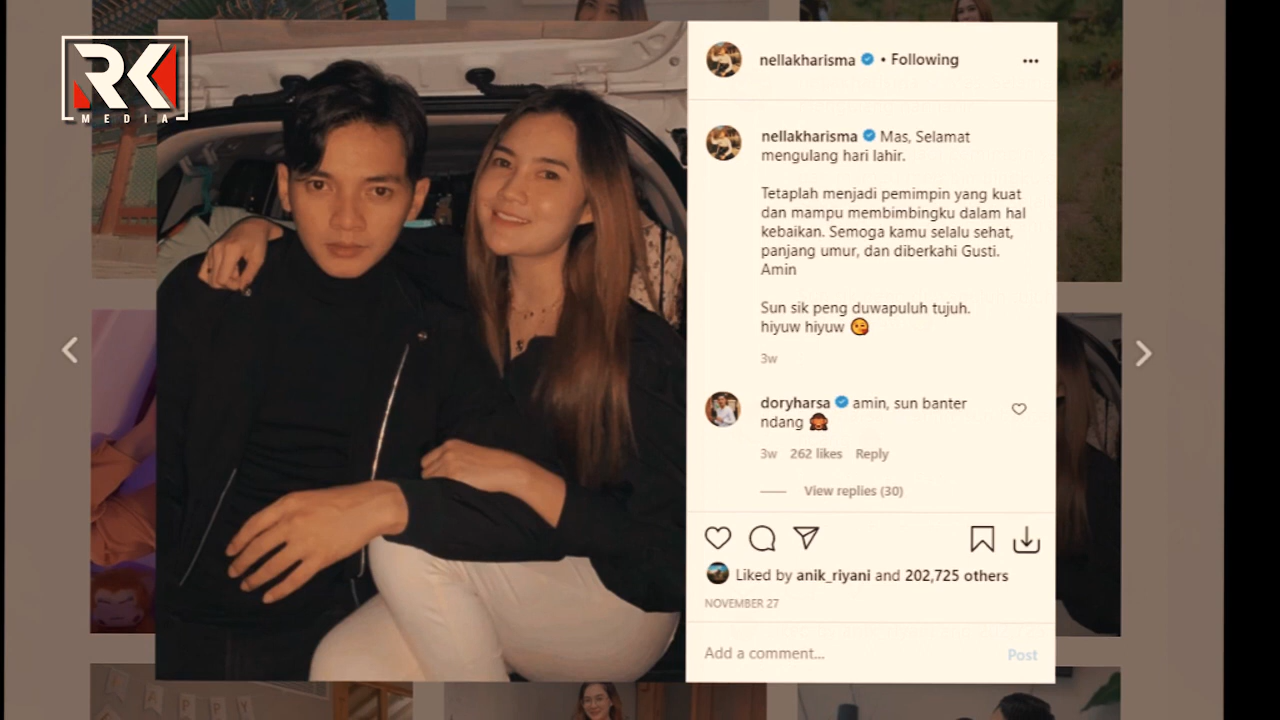 RK
MEDIA
nellakharisma • Following
nellakharisma Mas, Selamat
mengulang hari lahir.
Tetaplah menjadi pemimpin yang kuat
dan mampu membimbingku dalam hal
kebaikan. Semoga kamu selalu sehat,
panjang umur, dan diberkahi Gusti.
Amin
Sun sik peng duwapuluh tujuh.
hiyuw hiyuw 😘
3w
doryharsa amin, sun banter
ndang 🙈
3w 262 likes Reply
View replies (30)
Liked by anik_riyani and 202,725 others
NOVEMBER 27
Add a comment... Post